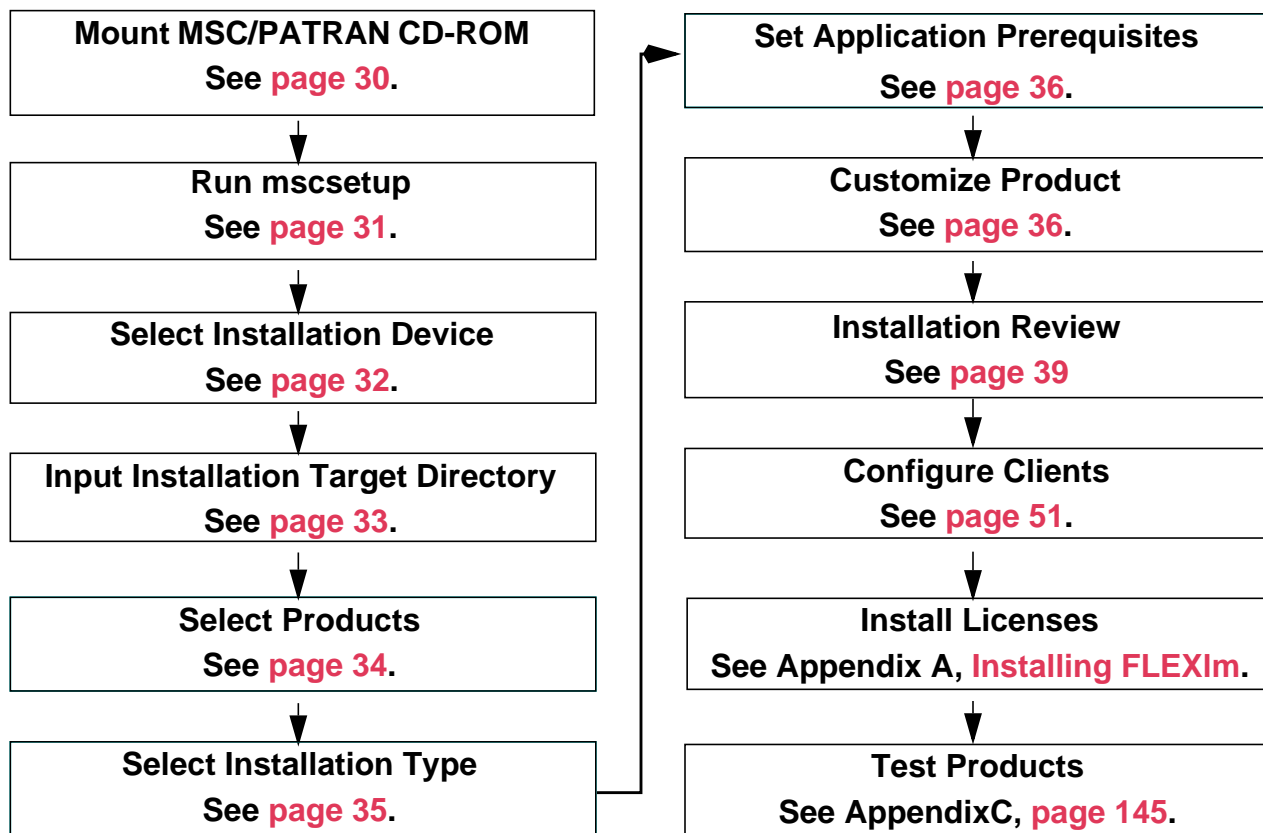 Mount MSC/PATRAN CD-ROM
See page 30.
Run mscsetup
See page 31.
Select Installation Device
See page 32.
Input Installation Target Directory
See page 33.
Select Products
See page 34.
Select Installation Type
See page 35.
Set Application Prerequisites
See page 36.
Customize Product
See page 36.
Installation Review
See page 39
Configure Clients
See page 51.
Install Licenses
See Appendix A, Installing FLEXlm.
Test Products
See AppendixC, page 145.